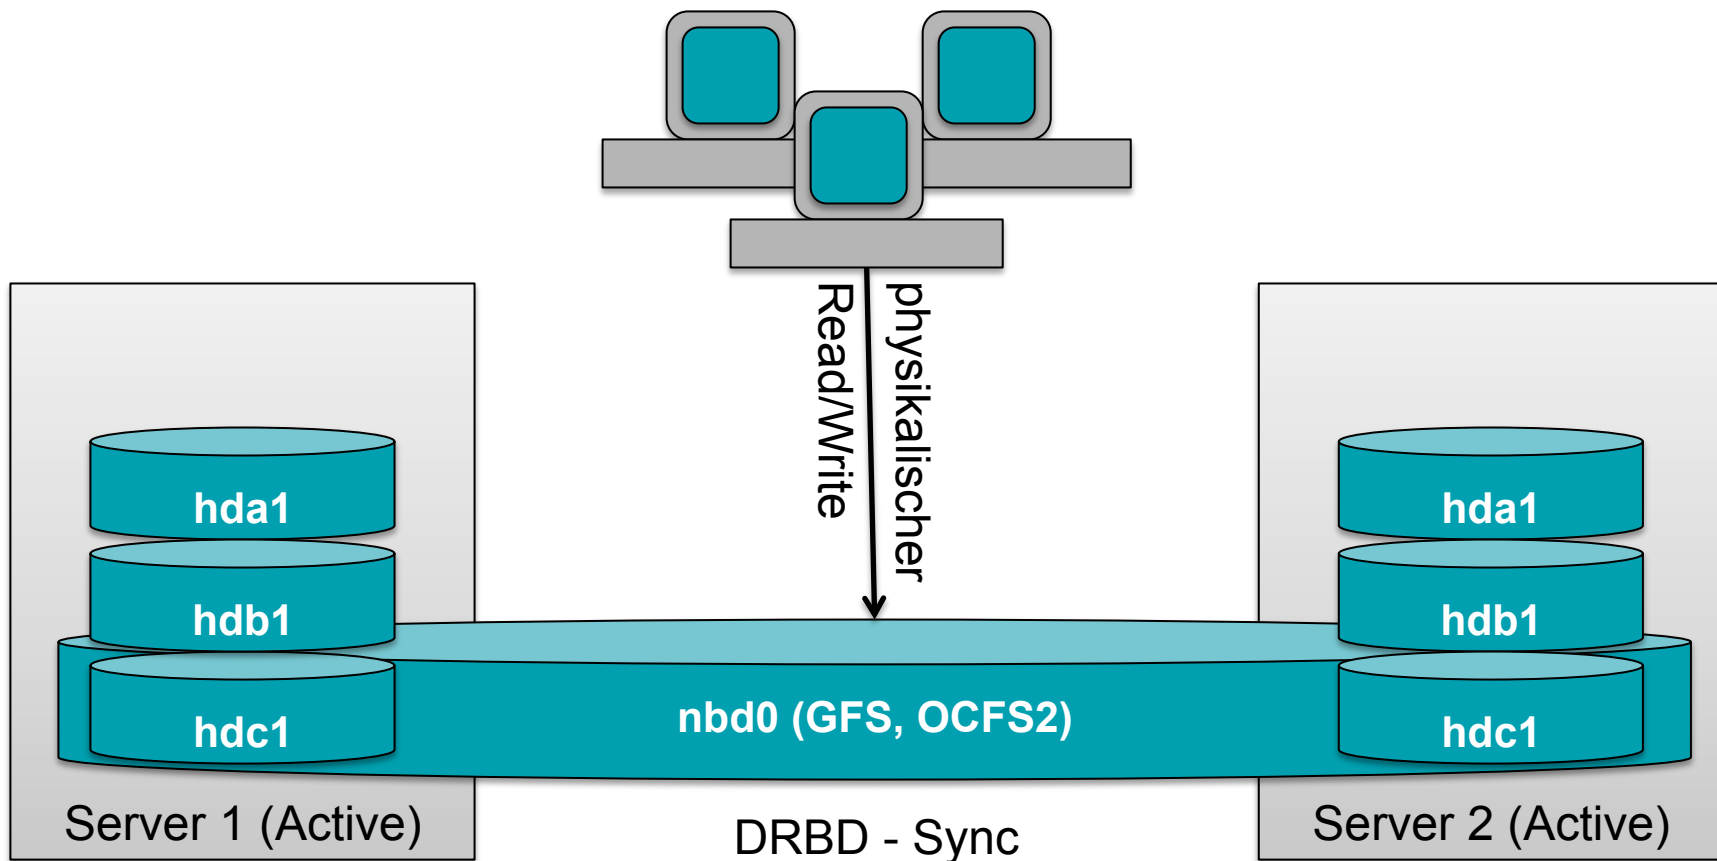 physikalischer
Read/Write
hda1
hdb1
hdc1
Server 1 (Active)
nbd0 (GFS, OCFS2)
DRBD - Sync
hda1
hdb1
hdc1
Server 2 (Active)